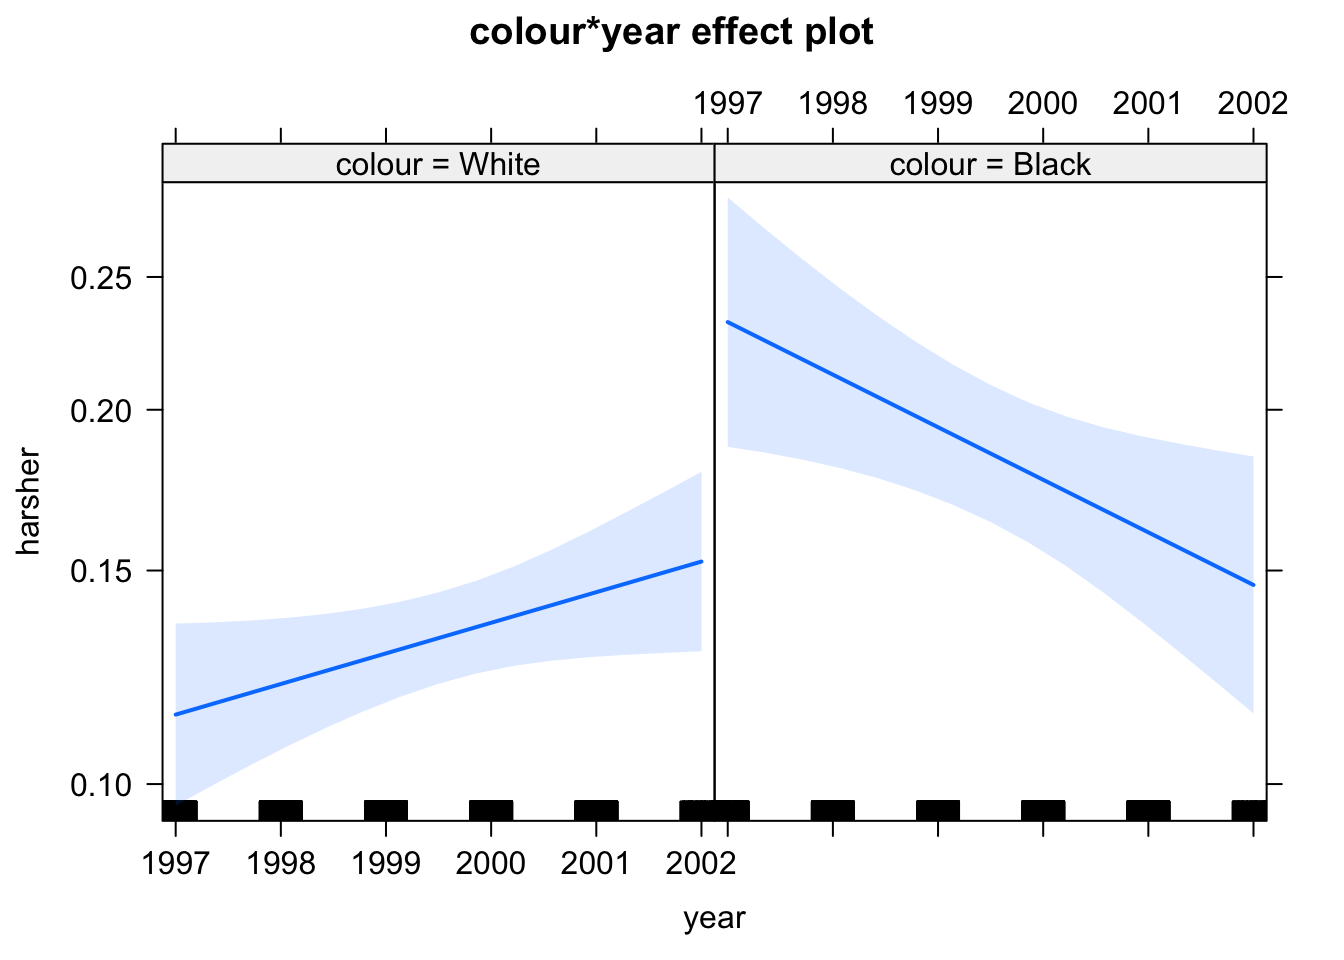 colour*year effect plot
1997 1998 1999 2000 2001 2002
colour = White colour = Black
0.25
0.20
0.15
0.10
harsher
1997 1998 1999 2000 2001 2002
year